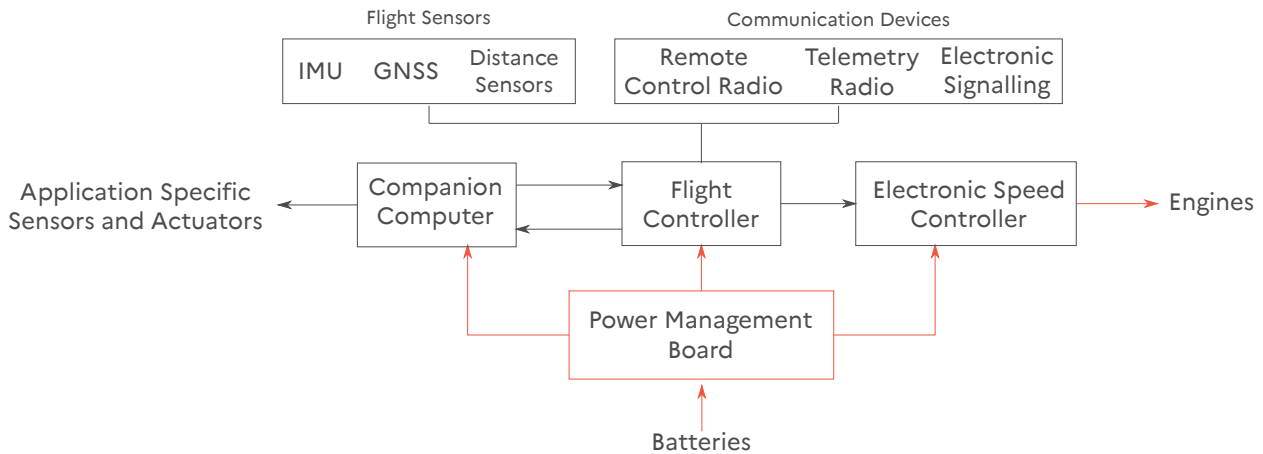 Flight Sensors
Communication Devices
IMU
GNSS
Distance
Sensors
Remote
Control Radio
Telemetry
Radio
Electronic
Signalling
Application Specific
Sensors and Actuators
Companion
Computer
Flight
Controller
Electronic Speed
Controller
Engines
Power Management
Board
Batteries